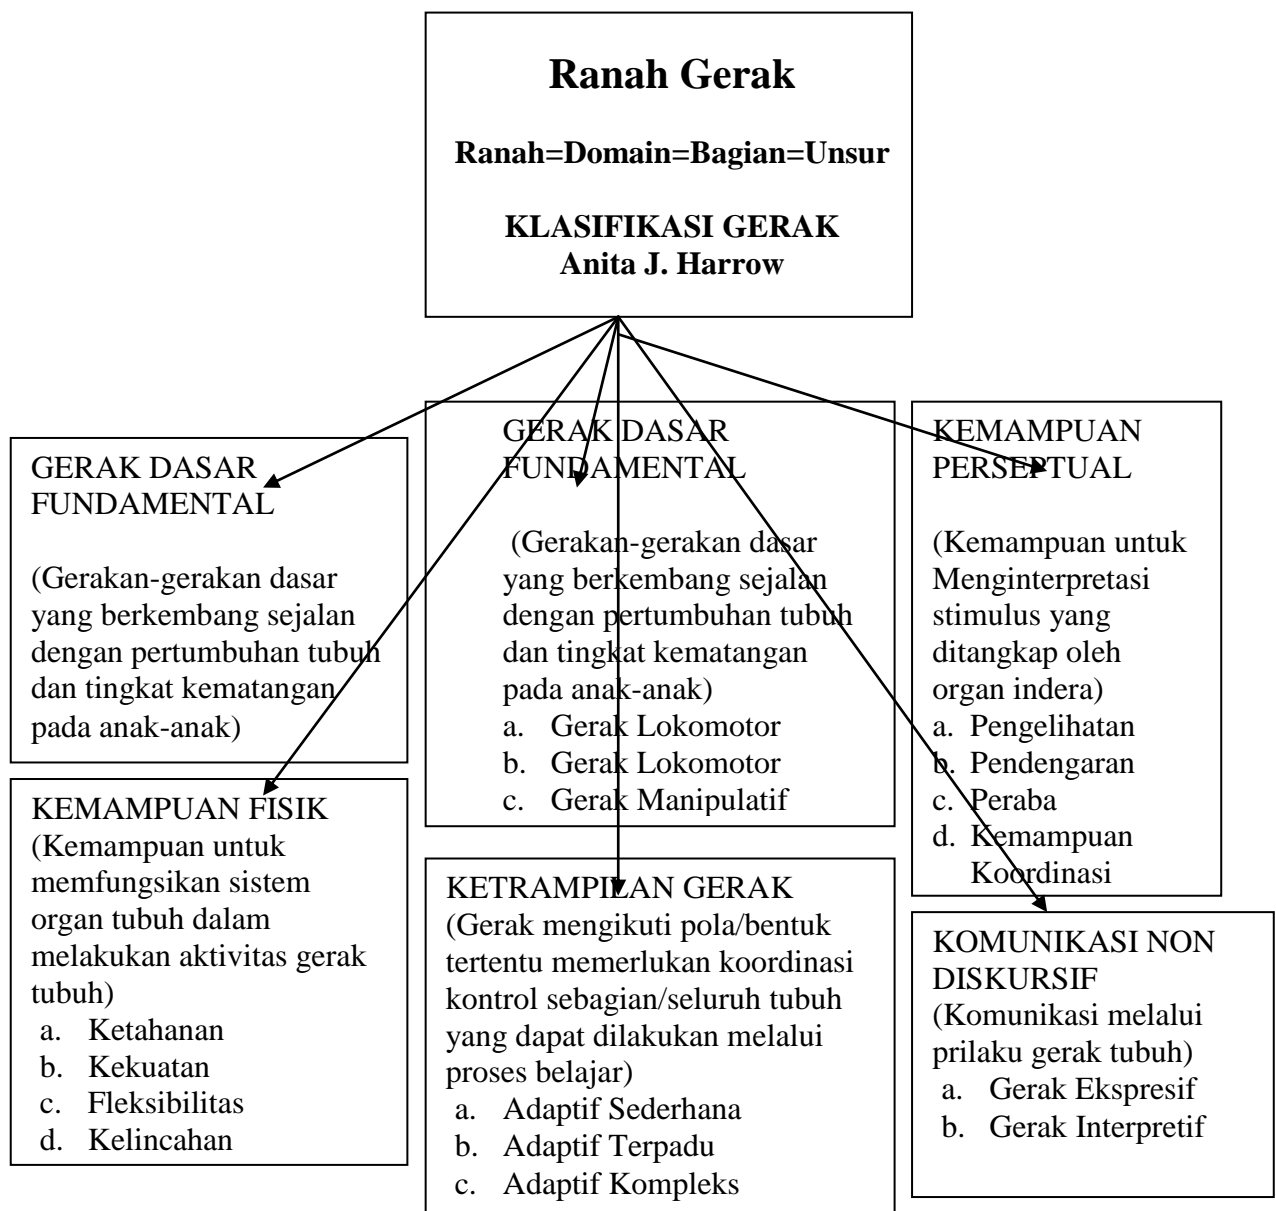 Ranah Gerak
Ranah=Domain=Bagian=Unsur
KLASIFIKASI GERAK
Anita J. Harrow
GERAK DASAR
FUNDAMENTAL
(Gerakan-gerakan dasar
yang berkembang sejalan
dengan pertumbuhan tubuh
dan tingkat kematangan
pada anak-anak)
GERAK DASAR
FUNDAMENTAL
(Gerakan-gerakan dasar
yang berkembang sejalan
dengan pertumbuhan tubuh
dan tingkat kematangan
pada anak-anak)
a. Gerak Lokomotor
b. Gerak Lokomotor
c. Gerak Manipulatif
KEMAMPUAN
PERSEPTUAL
(Kemampuan untuk
Menginterpretasi
stimulus yang
ditangkap oleh
organ indera)
a. Pengelihatan
b. Pendengaran
c. Peraba
d. Kemampuan
Koordinasi
KEMAMPUAN FISIK
(Kemampuan untuk
memfungsikan sistem
organ tubuh dalam
melakukan aktivitas gerak
tubuh)
a. Ketahanan
b. Kekuatan
c. Fleksibilitas
d. Kelincahan
KETRAMPILAN GERAK
(Gerak mengikuti pola/bentuk
tertentu memerlukan koordinasi
kontrol sebagian/seluruh tubuh
yang dapat dilakukan melalui
proses belajar)
a. Adaptif Sederhana
b. Adaptif Terpadu
c. Adaptif Kompleks
KOMUNIKASI NON
DISKURSIF
(Komunikasi melalui
prilaku gerak tubuh)
a. Gerak Ekspresif
b. Gerak Interpretif